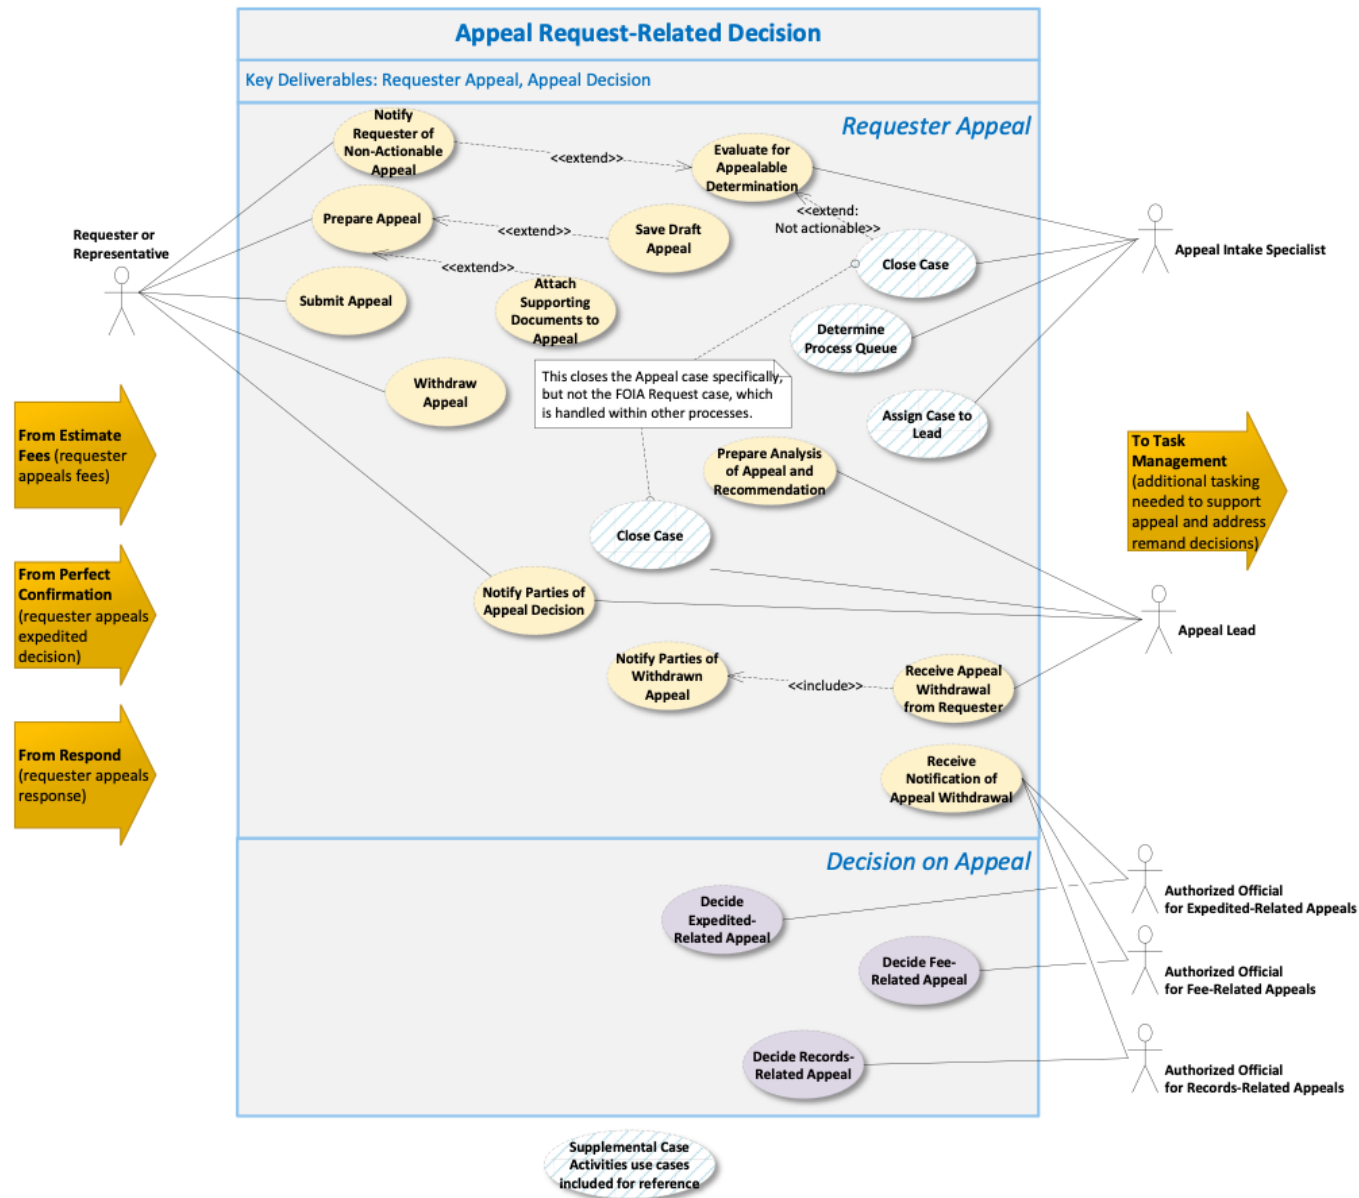 Appeal Request-Related Decision
Key Deliverables: Requester Appeal, Appeal Decision
Requester Appeal
Notify
Requester of
Non-Actionable
Appeal
<<extend>>
Evaluate for
Appealable
Determination
<<extend:
Not actionable>>
Prepare Appeal
<<extend>>
Save Draft
Appeal
Requester or
Representative
<<extend>>
Close Case
Appeal Intake Specialist
Submit Appeal
Attach
Supporting
Documents to
Appeal
Determine
Process Queue
Withdraw
Appeal
This closes the Appeal case specifically,
but not the FOIA Request case, which
is handled within other processes.
Assign Case to
Lead
From Estimate
Fees (requester
appeals fees)
Prepare Analysis
of Appeal and
Recommendation
To Task
Management
(additional tasking
needed to support
appeal and address
remand decisions)
Close Case
From Perfect
Confirmation
(requester appeals
expedited
decision)
Notify Parties of
Appeal Decision
Appeal Lead
Notify Parties of
Withdrawn
Appeal
<<include>>
Receive Appeal
Withdrawal
from Requester
From Respond
(requester appeals
response)
Receive
Notification of
Appeal Withdrawal
Decision on Appeal
Decide
Expedited-
Related Appeal
Authorized Official
for Expedited-Related Appeals
Decide Fee-
Related Appeal
Authorized Official
for Fee-Related Appeals
Decide Records-
Related Appeal
Authorized Official
for Records-Related Appeals
Supplemental Case
Activities use cases
included for reference